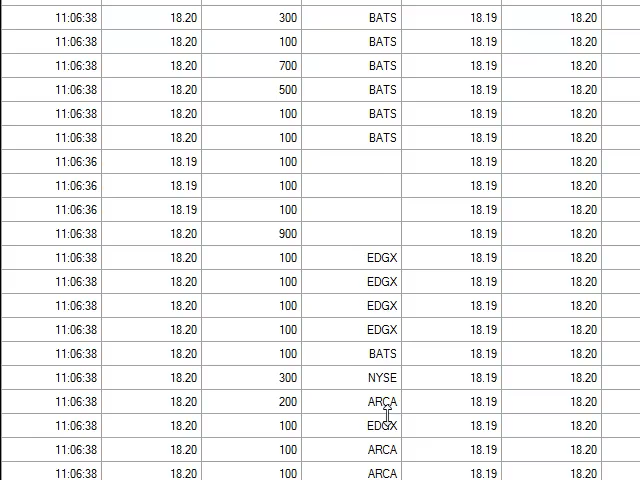 11:06:38 18.20 300 BATS 18.19 18.20
11:06:38 18.20 100 BATS 18.19 18.20
11:06:38 18.20 700 BATS 18.19 18.20
11:06:38 18.20 500 BATS 18.19 18.20
11:06:38 18.20 100 BATS 18.19 18.20
11:06:38 18.20 100 BATS 18.19 18.20
11:06:36 18.19 100 18.19 18.20
11:06:36 18.19 100 18.19 18.20
11:06:36 18.19 100 18.19 18.20
11:06:38 18.20 900 18.19 18.20
11:06:38 18.20 100 EDGX 18.19 18.20
11:06:38 18.20 100 EDGX 18.19 18.20
11:06:38 18.20 100 EDGX 18.19 18.20
11:06:38 18.20 100 EDGX 18.19 18.20
11:06:38 18.20 100 BATS 18.19 18.20
11:06:38 18.20 300 NYSE 18.19 18.20
11:06:38 18.20 200 ARCA 18.19 18.20
11:06:38 18.20 100 EDGX 18.19 18.20
11:06:38 18.20 100 ARCA 18.19 18.20
11:06:38 18.20 100 ARCA 18.19 18.20